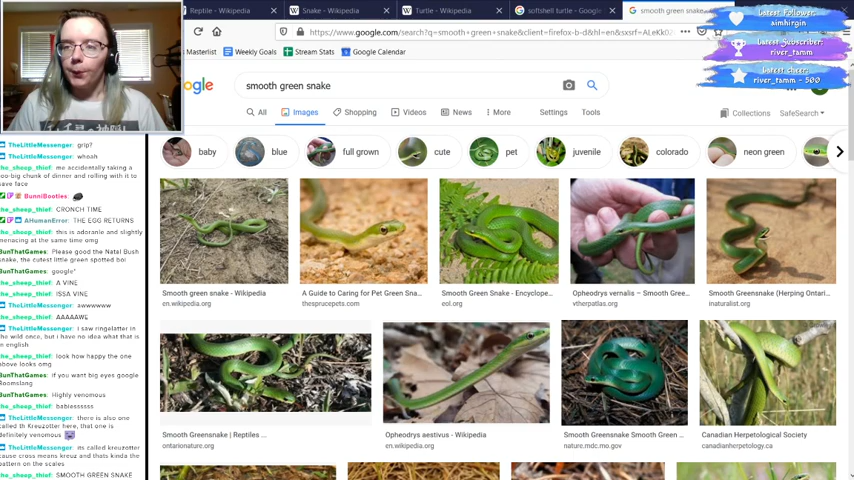 Reptile - Wikipedia
Snake - Wikipedia
Turtle - Wikipedia
softshell turtle - Googl
smooth green snake
Latest Follower:
aimhirgin
Latest Subscriber:
river_tamm
Latest cheer:
river_tamm - 500
https://www.google.com/search?q=smooth+green+snake&client=firefox-b-d&hl=en&sxsrf=ALeKk0
Masterlist
Weekly Goals
Stream Stats
Google Calendar
smooth green snake
All
Images
Shopping
Videos
News
More
Settings
Tools
Collections
SafeSearch
baby
blue
full grown
cute
pet
juvenile
colorado
neon green
Smooth green snake - Wikipedia
en.wikipedia.org
A Guide to Caring for Pet Green Sna...
thesprucepets.com
Smooth Green Snake - Encyclope...
eol.org
Opheodrys vernalis – Smooth Gree...
vtherpatlas.org
Smooth Greensnake (Herping Ontari...
inaturalist.org
Smooth Greensnake | Reptiles ...
ontarionature.org
Opheodrys aestivus - Wikipedia
en.wikipedia.org
Smooth Greensnake Smooth Green ...
nature.mdc.mo.gov
Canadian Herpetological Society
canadianherpetology.ca
TheLittleMessenger: grip?
TheLittleMessenger: whoah
he_sheep_thief: me accidentally taking a
too-big chunk of dinner and rolling with it to
save face
BunniBootles:
he_sheep_thief: CRONCH TIME
AHumanError: THE EGG RETURNS
he_sheep_thief:
this is adorable and slightly
menacing at the same time omg
BunThatGames: Please good the Natal Bush
snake, the cutest little green spotted boi
BunThatGames: google*
he_sheep_thief: A VINE
he_sheep_thief: ISSA VINE
TheLittleMessenger: awwwwww
he_sheep_thief: AAAAAWE
TheLittleMessenger: I saw ringelatter in
the wild once, but i have no idea what that is
in english
he_sheep_thief: look how happy the one
above looks omg
BunThatGames: if you want big eyes google
Boomslang
BunThatGames: Highly venomous
he_sheep_thief: babiessssss
TheLittleMessenger: there is also one
called th Kreuzotter here, that one is
definitely venomous
TheLittleMessenger: its called kreuzotter
cause cross means kreuz and thats kinda the
pattern on the scales
he_sheep_thief: SMOOTH GREEN SNAKE